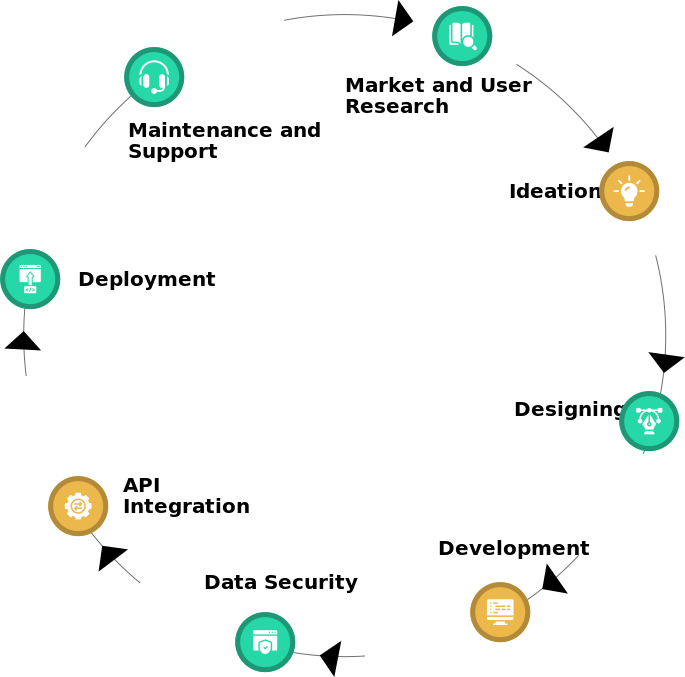 Market and User
Research
Ideation
Designing
Development
Data Security
API
Integration
Deployment
Maintenance and
Support